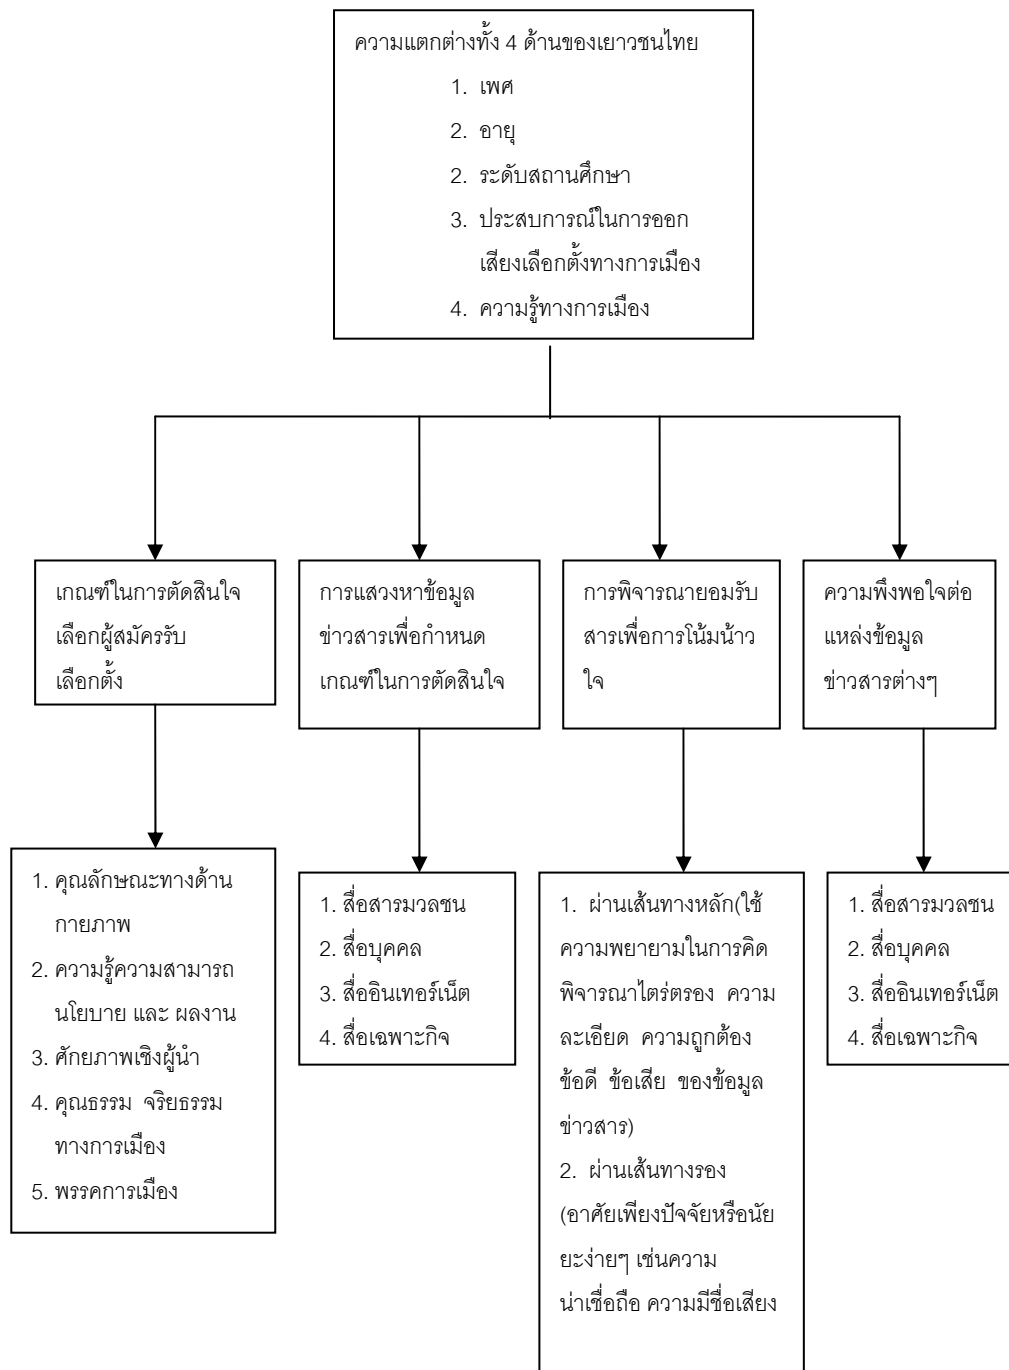 ความแตกต่างทั้ง 4 ด้านของเยาวชนไทย
1. เพศ
2. อายุ
2. ระดับสถานศึกษา
3. ประสบการณ์ในการออก
เสียงเลือกตั้งทางการเมือง
4. ความรู้ทางการเมือง
เกณฑ์ในการตัดสินใจ
เลือกผู้สมัครรับ
เลือกตั้ง
การแสวงหาข้อมูล
ข่าวสารเพื่อกำหนด
เกณฑ์ในการตัดสินใจ
การพิจารณายอมรับ
สารเพื่อการโน้มน้าว
ใจ
ความพึงพอใจต่อ
แหล่งข้อมูล
ข่าวสารต่างๆ
1. คุณลักษณะทางด้าน
กายภาพ
2. ความรู้ความสามารถ
นโยบาย และ ผลงาน
3. ศักยภาพเชิงผู้นำ
4. คุณธรรม จริยธรรม
ทางการเมือง
5. พรรคการเมือง
1. สื่อสารมวลชน
2. สื่อบุคคล
3. สื่ออินเทอร์เน็ต
4. สื่อเฉพาะกิจ
1. ผ่านเส้นทางหลัก(ใช้
ความพยายามในการคิด
พิจารณาไตร่ตรอง ความ
ละเอียด ความถูกต้อง
ข้อดี ข้อเสีย ของข้อมูล
ข่าวสาร)
2. ผ่านเส้นทางรอง
(อาศัยเพียงปัจจัยหรือนัย
ยะง่ายๆ เช่นความ
น่าเชื่อถือ ความมีชื่อเสียง
1. สื่อสารมวลชน
2. สื่อบุคคล
3. สื่ออินเทอร์เน็ต
4. สื่อเฉพาะกิจ